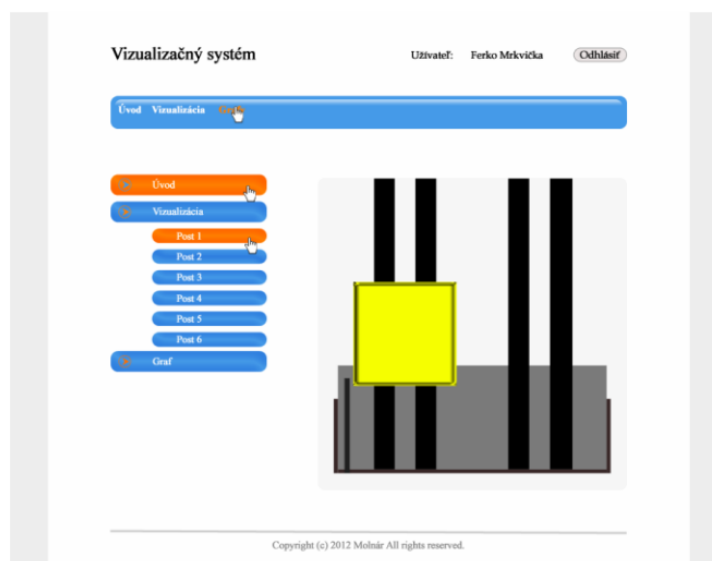 Vizualizačný systém
Užívateľ: Ferko Mrkvička Odhlásiť
Úvod Vizualizácia
Úvod
Vizualizácia
Post 1
Post 2
Post 3
Post 4
Post 5
Post 6
Graf
Copyright (c) 2012 Molnár All rights reserved.